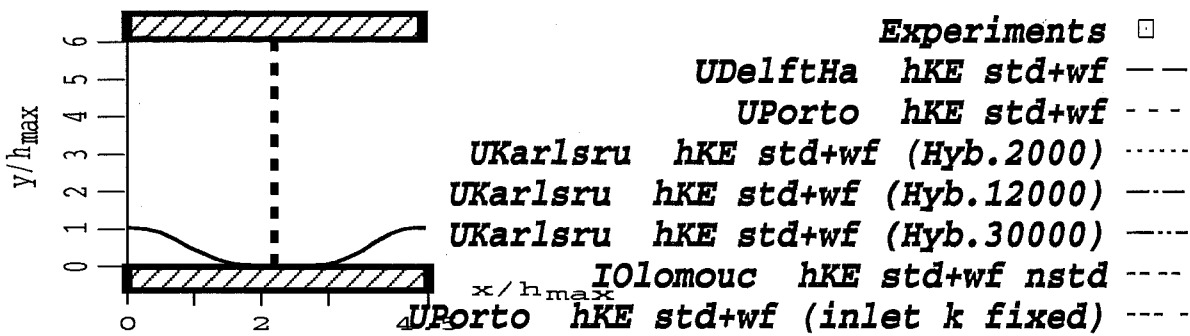 Experiments
UDelftHa hKE std+wf
UPorto hKE std+wf
UKarlsru hKE std+wf (Hyb.2000)
UKarlsru hKE std+wf (Hyb.12000)
UKarlsru hKE std+wf (Hyb.30000)
IOlomouc hKE std+wf nstd
UPorto hKE std+wf (inlet k fixed)
y/hmax
6
5
4
3
2
1
0
x/hmax
0
2
4